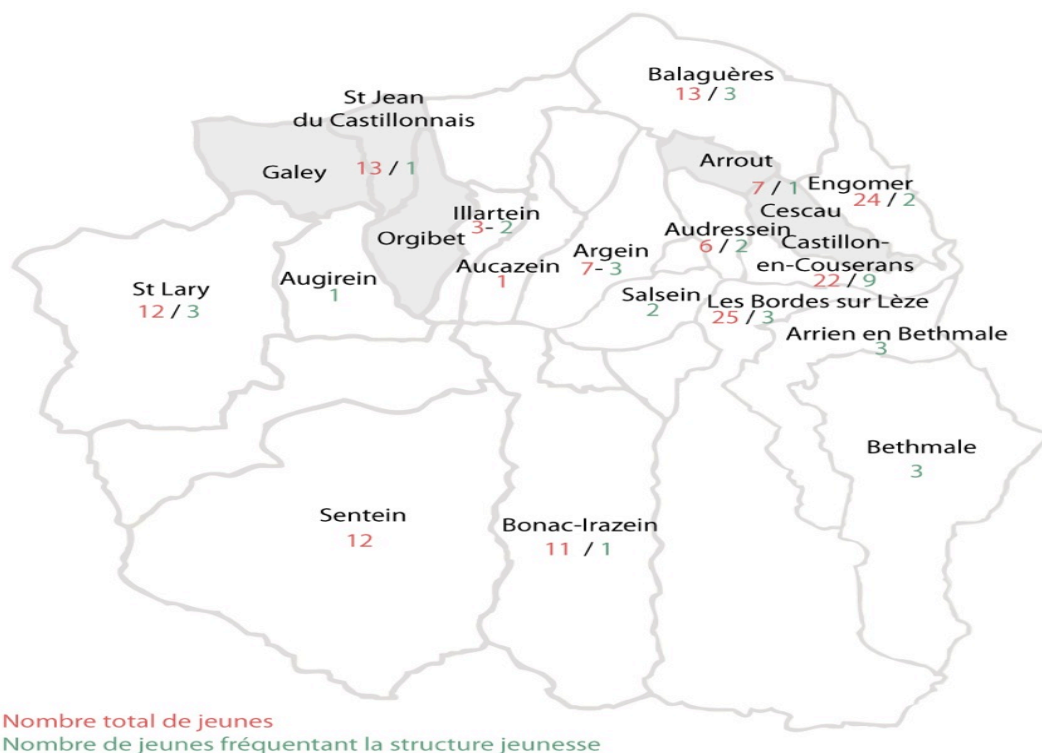 Balaguères
13 / 3
St Jean
du Castillonnais
13 / 1
Galey
Arrout
7 / 1
Engomer
24 / 2
Cescau
Illartein
3- 2
Orgibet
Audressein
6 / 2
Castillon-
en-Couserans
22 / 9
Argein
7- 3
Aucazein
1
Augirein
1
St Lary
12 / 3
Salsein
2
Les Bordes sur Lèze
25 / 3
Arrien en Bethmale
3
Bethmale
3
Sentein
12
Bonac-Irazein
11 / 1
Nombre total de jeunes
Nombre de jeunes fréquentant la structure jeunesse